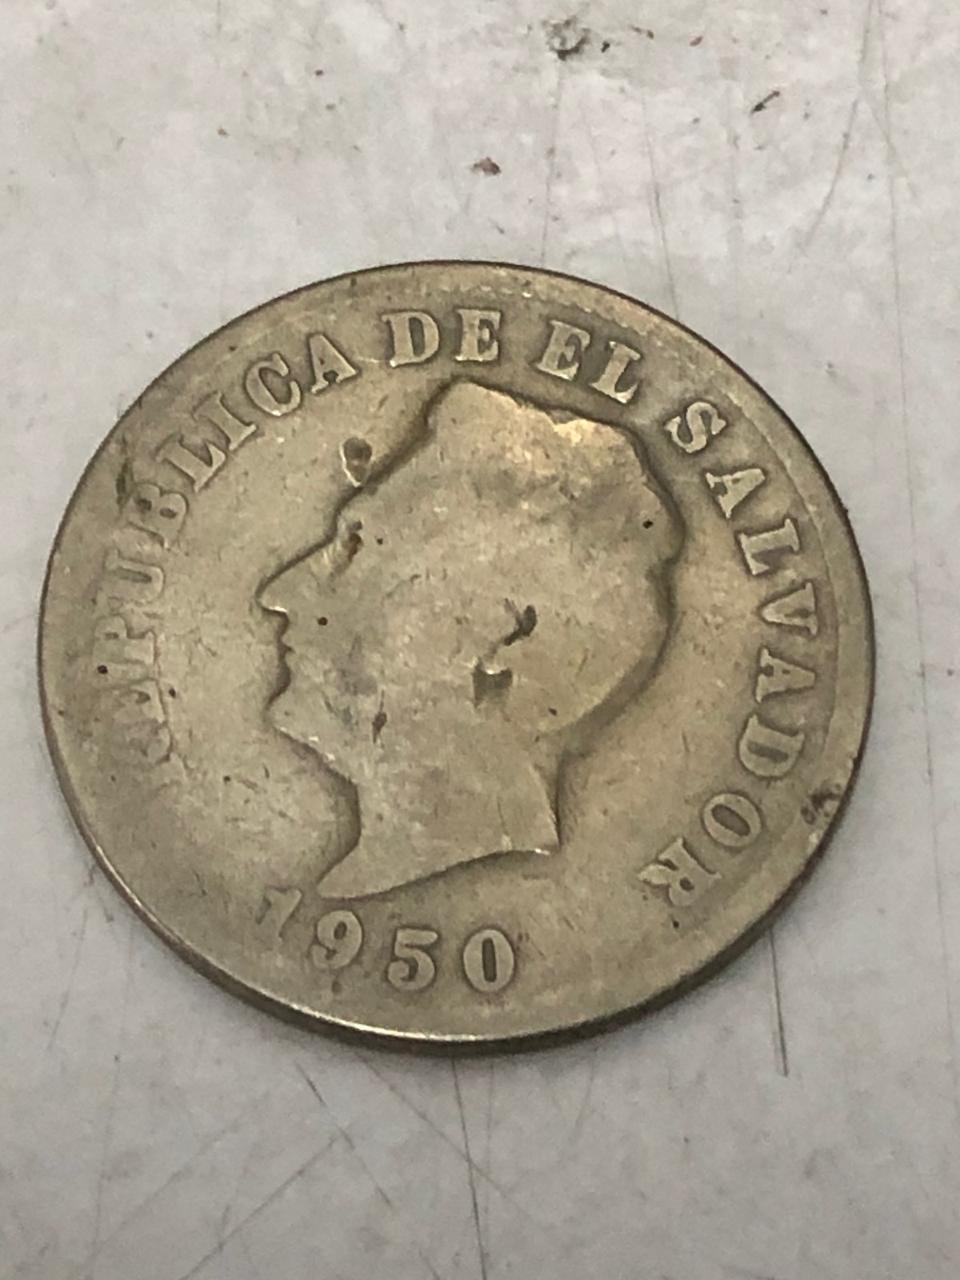 REPUBLICA DE EL SALVADOR
1950